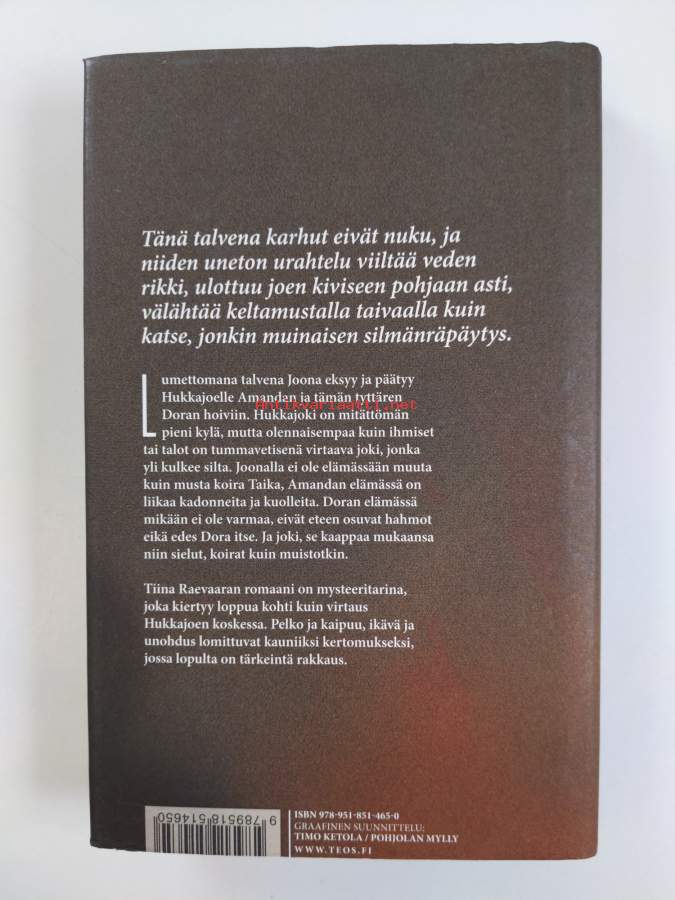 Tänä talvena karhut eivät nuku, ja
niiden uneton urahtelu viiltää veden
rikki, ulottuu joen kiviseen pohjaan asti,
välähtää keltamustalla taivaalla kuin
katse, jonkin muinaisen silmänräpäytys.
Lumettomana talvena Joona eksyy ja päätyy
Hukkajoelle Amandan ja tämän tyttären
Doran hoiviin. Hukkajoki on mitättömän
pieni kylä, mutta olennaisempaa kuin ihmiset
tai talot on tummavetisenä virtaava joki, jonka
yli kulkee silta. Joonalla ei ole elämässään muuta
kuin musta koira Taika, Amandan elämässä on
liikaa kadonneita ja kuolleita. Doran elämässä
mikään ei ole varmaa, eivät eteen osuvat hahmot
eikä edes Dora itse. Ja joki, se kaappaa mukaansa
niin sielut, koirat kuin muistotkin.
Tiina Raevaaran romaani on mysteeritarina,
joka kiertyy loppua kohti kuin virtaus
Hukkajoen koskessa. Pelko ja kaipuu, ikävä ja
unohdus lomittuvat kauniiksi kertomukseksi,
jossa lopulta on tärkeintä rakkaus.
Antikvariaatti.net
9 789518 514650
ISBN 978-951-851-465-0
GRAAFINEN SUUNNITTELU:
TIMO KETOLA / POHJOLAN MYLLY
WWW.TEOS.FI